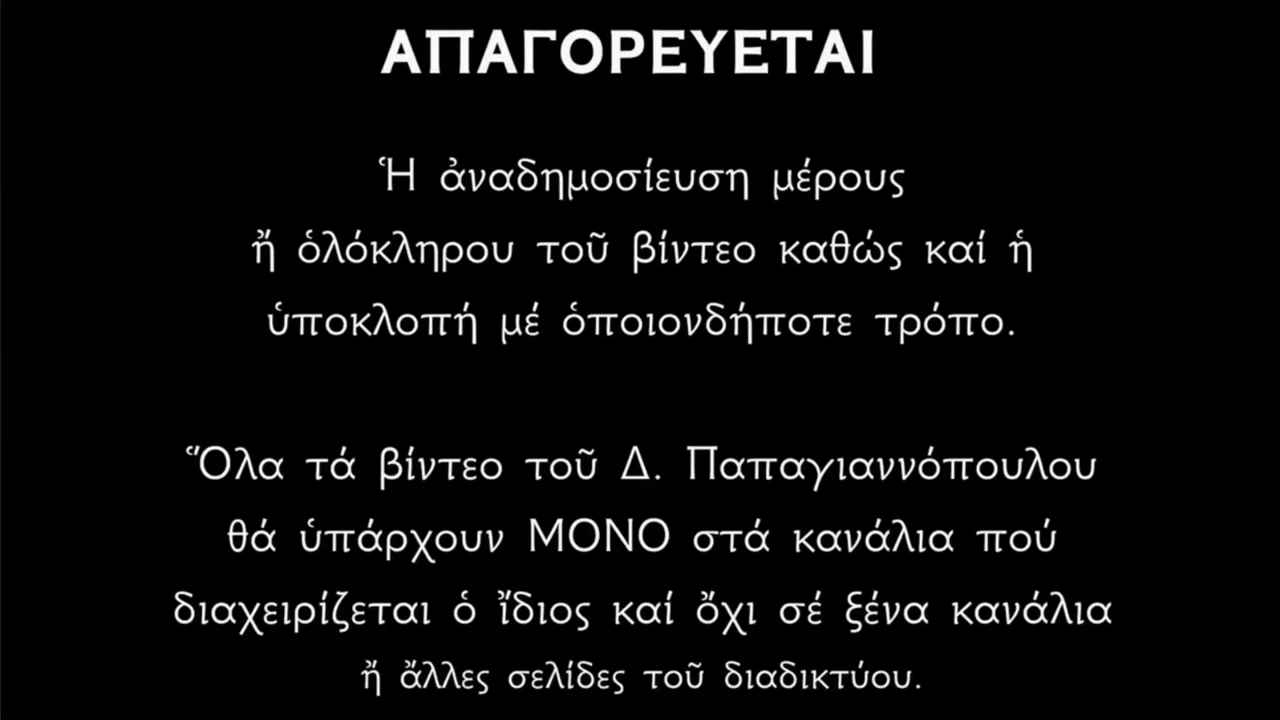 ΑΠΑΓΟΡΕΥΕΤΑΙ
Ἡ ἀναδημοσίευση μέρους
ἤ ὁλόκληρου τοῦ βίντεο καθώς καί ἡ
ὑποκλοπή μέ ὁποιονδήποτε τρόπο.
Ὅλα τά βίντεο τοῦ Δ. Παπαγιαννόπουλου
θά ὑπάρχουν ΜΟΝΟ στά κανάλια πού
διαχειρίζεται ὁ ἴδιος καί ὄχι σέ ξένα κανάλια
ἤ ἄλλες σελίδες τοῦ διαδικτύου.